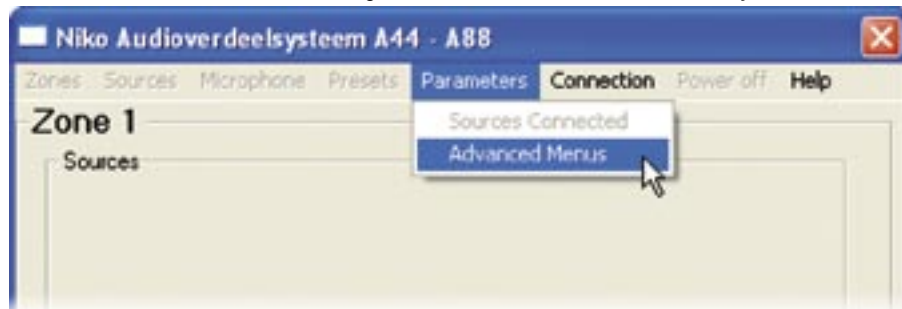 Niko Audioverdeelsysteem A44 - A88
Zones Sources Microphone Presets Parameters Connection Power off Help
Zone 1
Sources Connected
Advanced Menus
Sources